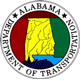 ALABAMA
DEPARTMENT OF TRANSPORTATION